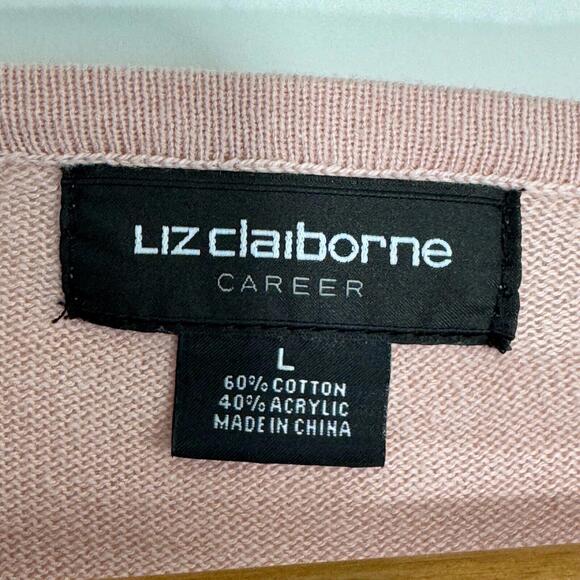 LIZ claiborne
CAREER
L
60% COTTON
40% ACRYLIC
MADE IN CHINA